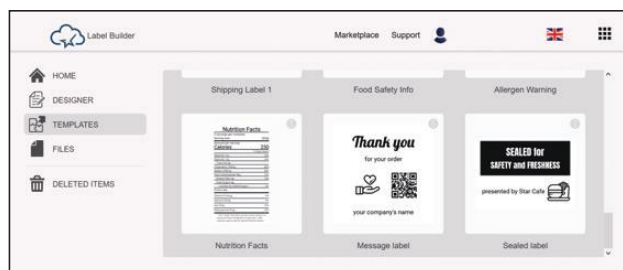 Label Builder
Marketplace Support
HOME
DESIGNER
TEMPLATES
FILES
DELETED ITEMS
Shipping Label 1 Food Safety Info Allergen Warning
Nutrition Facts
Calories 230
Thank you
for your order
your company's name
SEALED for
SAFETY and FRESHNESS
presented by Star Cafe
Nutrition Facts Message label Sealed label